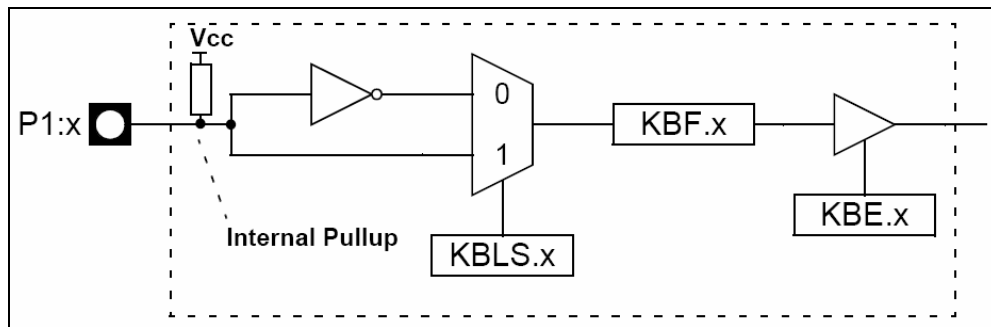 Vcc
P1:x
0
1
KBF.x
KBE.x
Internal Pullup
KBLS.x